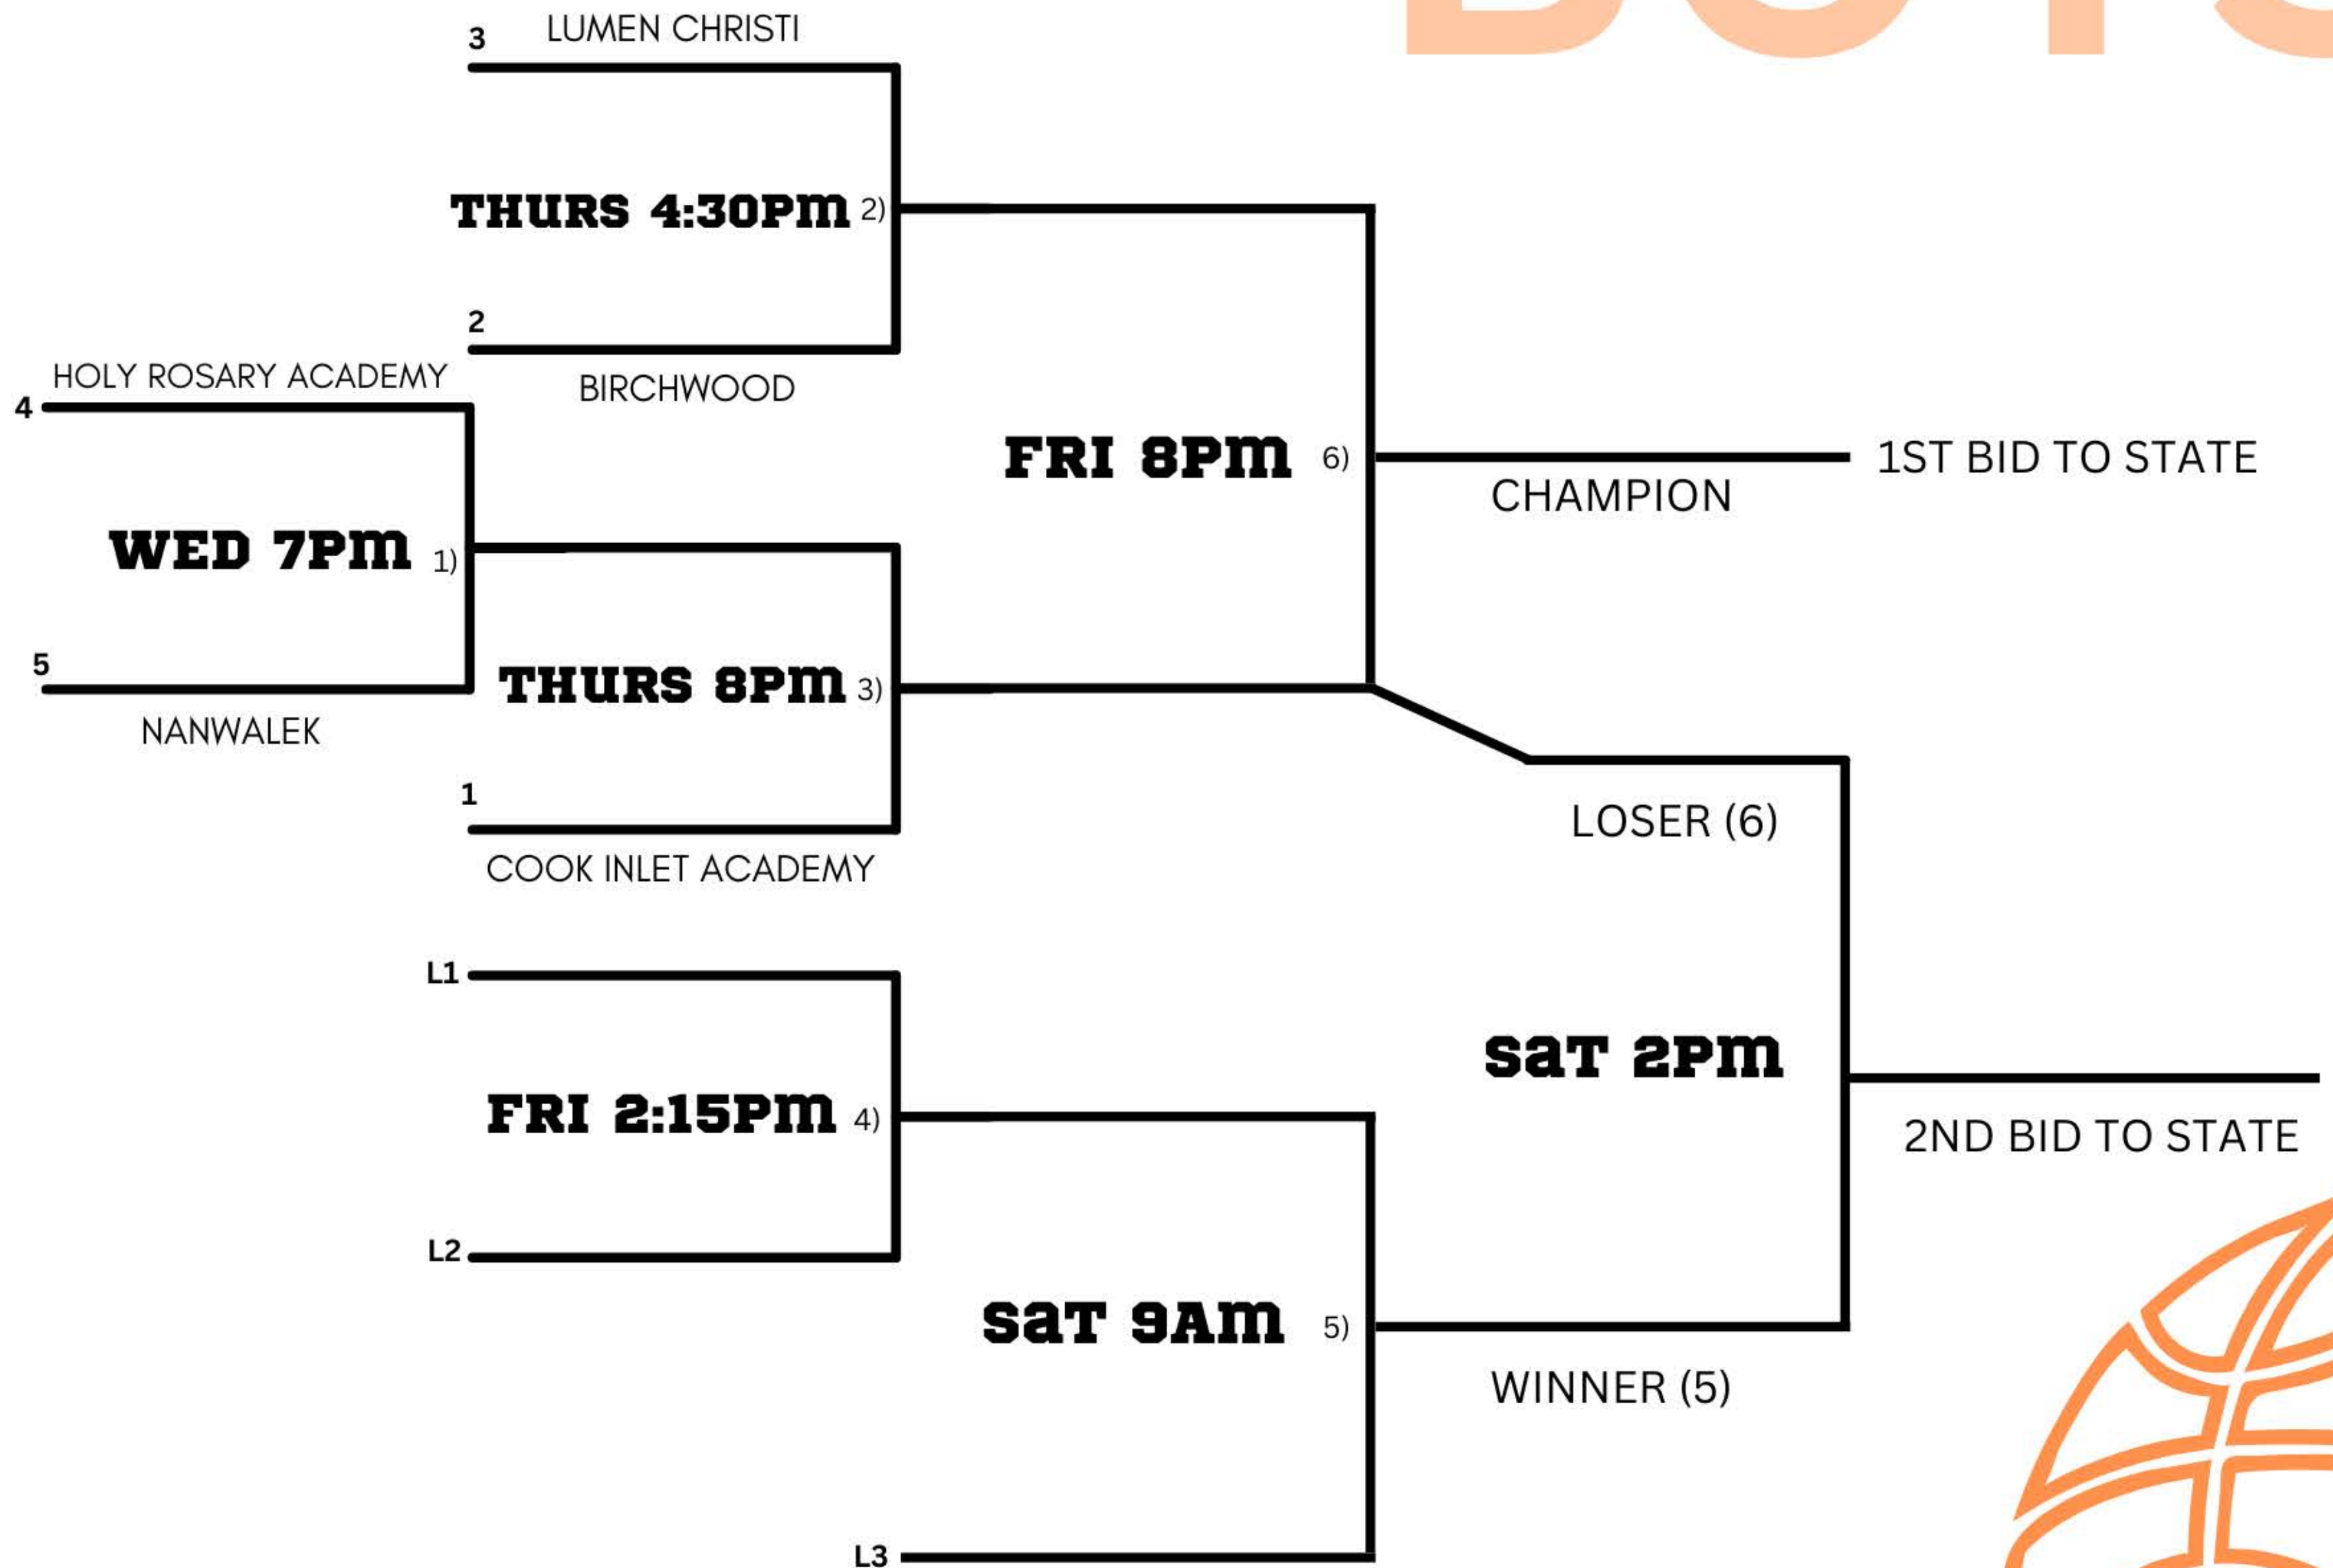 3
LUMEN CHRISTI
THURS 4:30PM 2)
2
BIRCHWOOD
HOLY ROSARY ACADEMY
4
WED 7PM 1)
5
NANWALEK
THURS 8PM 3)
1
COOK INLET ACADEMY
FRI 8PM 6)
CHAMPION
1ST BID TO STATE
LOSER (6)
L1
FRI 2:15PM 4)
L2
SAT 9AM 5)
L3
WINNER (5)
SAT 2PM
2ND BID TO STATE